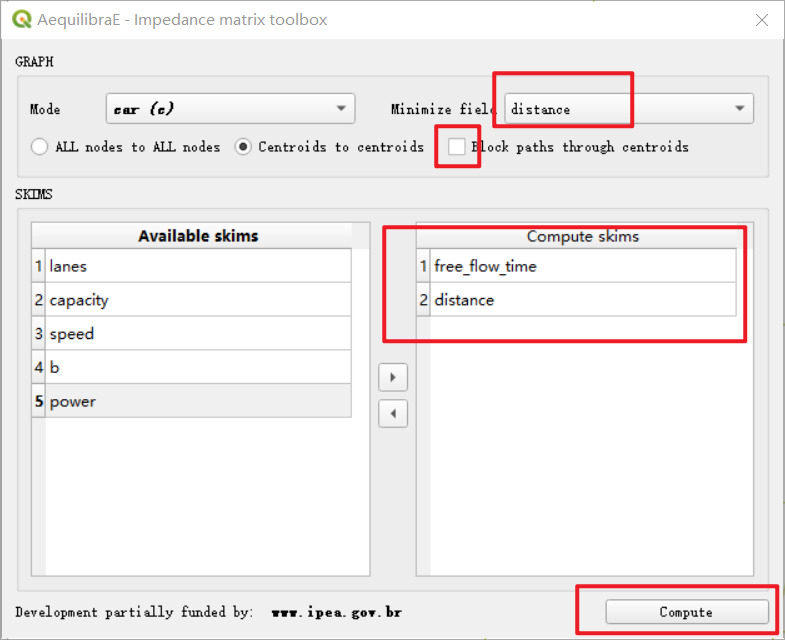 AequilibraE - Impedance matrix toolbox
GRAPH
Mode car (c) Minimize field distance
ALL nodes to ALL nodes Centroids to centroids Block paths through centroids
SKIMS
Available skims Compute skims
1 lanes 1 free_flow_time
2 capacity 2 distance
3 speed
4 b
5 power
Development partially funded by: www.ipea.gov.br Compute